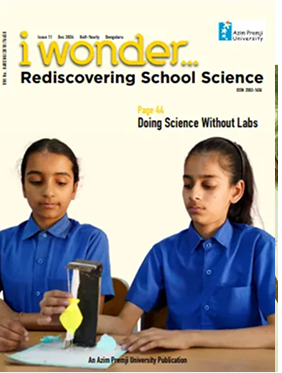 Issue 11 Dec 2024 Half-Yearly Bengaluru
Azim Premji
University
i wonder...
Rediscovering School Science
Page 44
Doing Science Without Labs
An Azim Premji University Publication